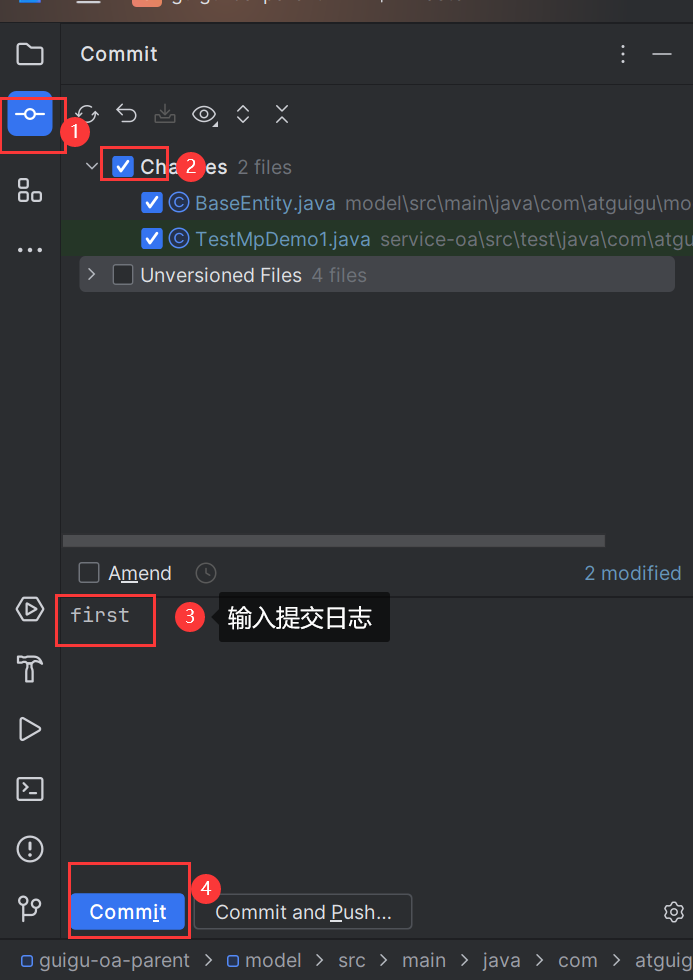 Commit
1
Cha es 2 files
2
BaseEntity.java model\src\main\java\com\atguigu\mo
TestMpDemo1.java service-oa\src\test\java\com\atgu
Unversioned Files 4 files
Amend 2 modified
first 3 输入提交日志
4
Commit Commit and Push...
guigu-oa-parent > model > src > main > java > com > atguig